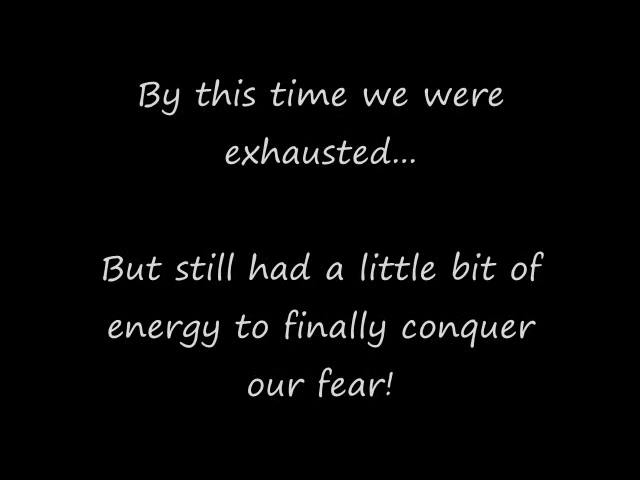 By this time we were
exhausted...
But still had a little bit of
energy to finally conquer
our fear!